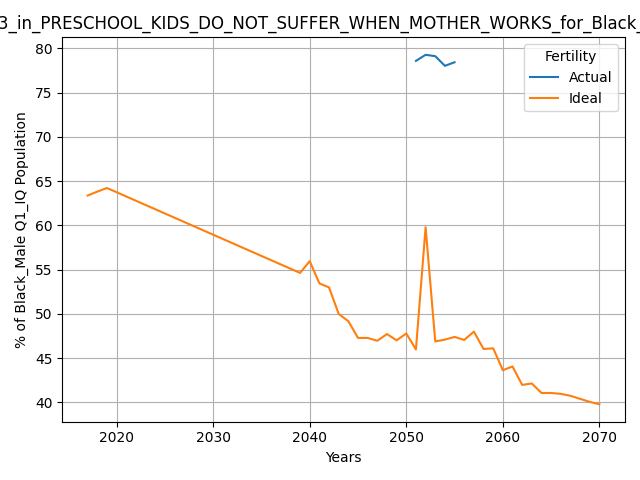 3_in_PRESCHOOL_KIDS_DO_NOT_SUFFER_WHEN_MOTHER_WORKS_for_Black_
Fertility
Actual
Ideal
% of Black_Male Q1_IQ Population
80
75
70
65
60
55
50
45
40
2020
2030
2040
2050
2060
2070
Years